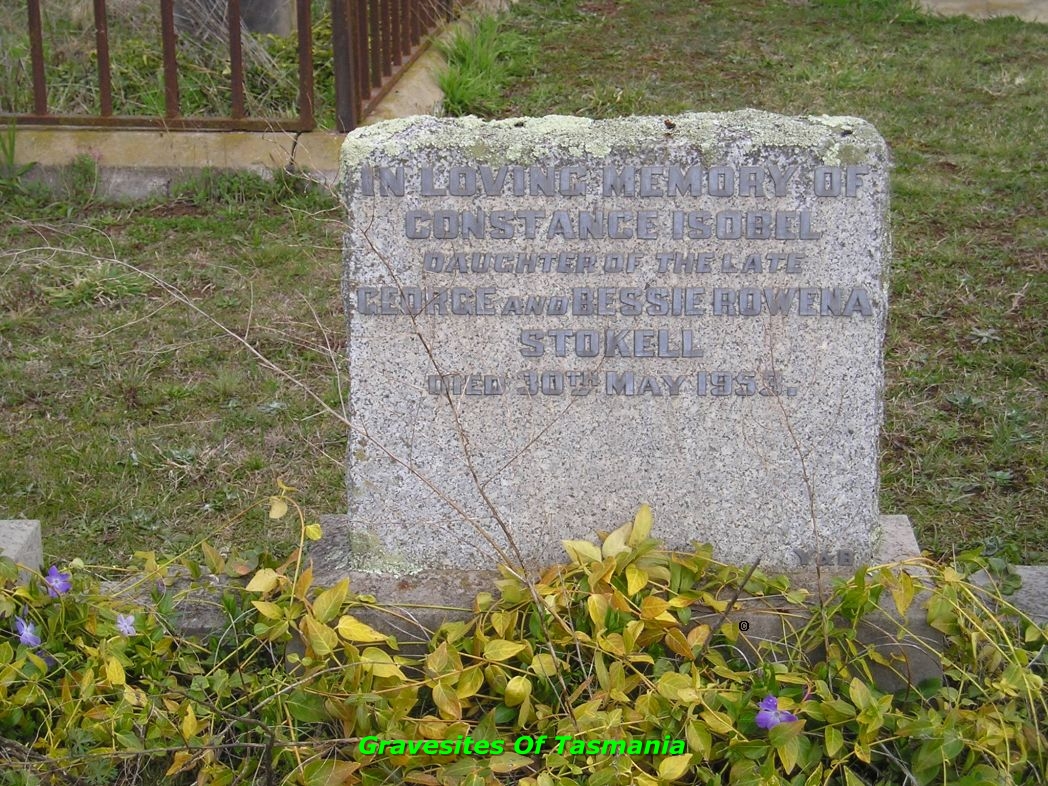 IN LOVING MEMORY OF
CONSTANCE ISOBEL
DAUGHTER OF THE LATE
GEORGE AND BESSIE ROWENA
STOKELL
DIED 30TH MAY 1953.
Gravesites Of Tasmania